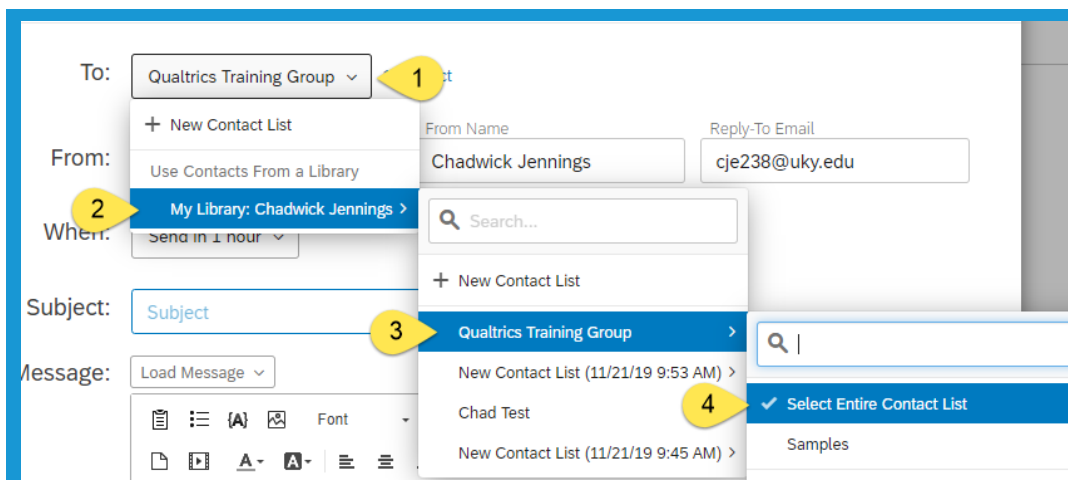 To:
Qualtrics Training Group
1
+ New Contact List
From Name
Reply-To Email
From:
Use Contacts From a Library
Chadwick Jennings
cje238@uky.edu
2
My Library: Chadwick Jennings >
When:
Send in 1 hour
Search...
+ New Contact List
Subject:
Subject
3
Qualtrics Training Group >
Message:
Load Message
New Contact List (11/21/19 9:53 AM) >
4
Select Entire Contact List
Chad Test
Font
Samples
New Contact List (11/21/19 9:45 AM) >
{A}
A
A